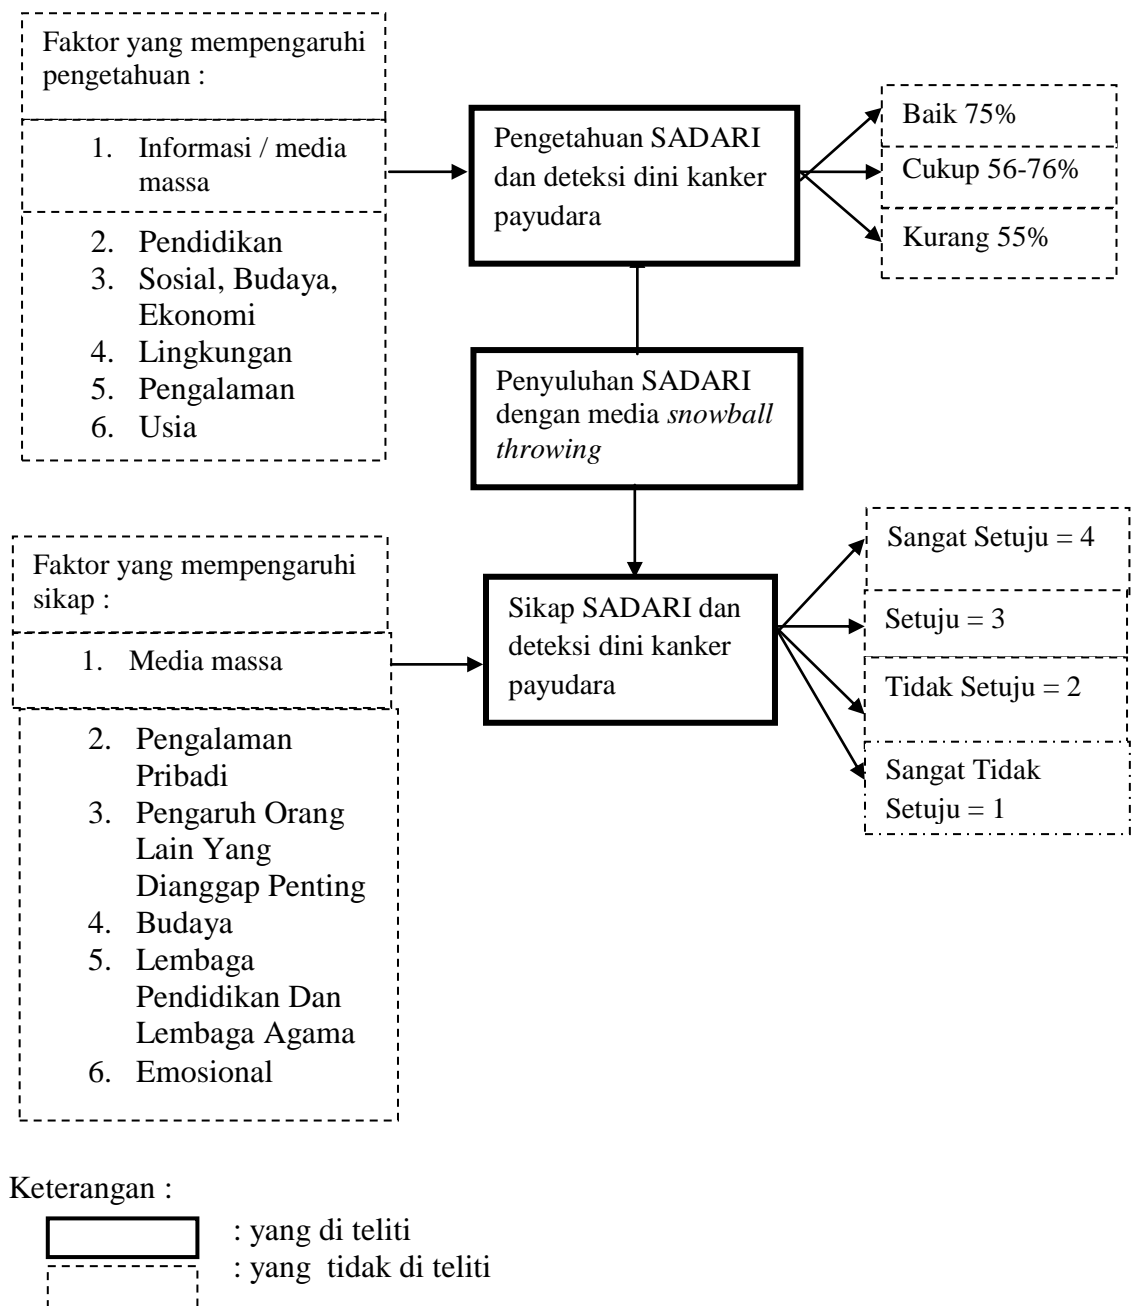 Faktor yang mempengaruhi
pengetahuan :
1. Informasi / media
massa
2. Pendidikan
3. Sosial, Budaya,
Ekonomi
4. Lingkungan
5. Pengalaman
6. Usia
Pengetahuan SADARI
dan deteksi dini kanker
payudara
Baik 75%
Cukup 56-76%
Kurang 55%
Penyuluhan SADARI
dengan media snowball
throwing
Faktor yang mempengaruhi
sikap :
1. Media massa
2. Pengalaman
Pribadi
3. Pengaruh Orang
Lain Yang
Dianggap Penting
4. Budaya
5. Lembaga
Pendidikan Dan
Lembaga Agama
6. Emosional
Sikap SADARI dan
deteksi dini kanker
payudara
Sangat Setuju = 4
Setuju = 3
Tidak Setuju = 2
Sangat Tidak
Setuju = 1
Keterangan :
: yang di teliti
: yang tidak di teliti